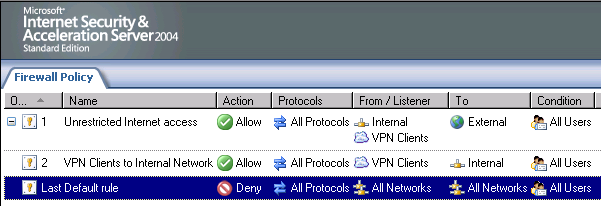 Microsoft
Internet Security &
Acceleration Server 2004
Standard Edition
Firewall Policy
O... Name Action Protocols From / Listener To Condition
1 Unrestricted Internet access Allow All Protocols Internal External All Users
VPN Clients
2 VPN Clients to Internal Network Allow All Protocols VPN Clients Internal All Users
Last Default rule Deny All Protocols All Networks All Networks All Users